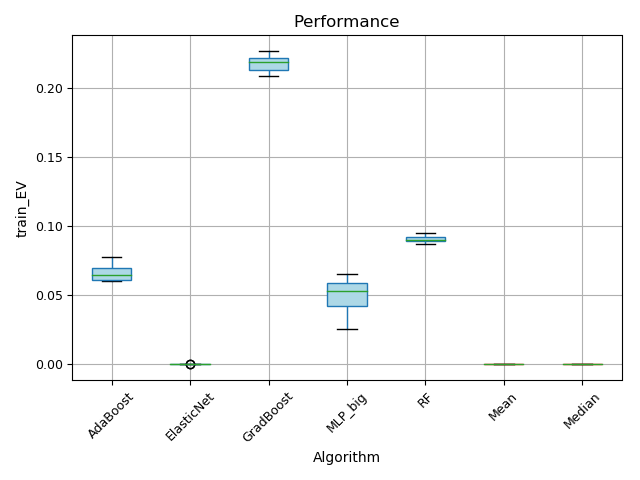 Performance
train_EV
0.20
0.15
0.10
0.05
0.00
AdaBoost
ElasticNet
GradBoost
MLP_big
RF
Mean
Median
Algorithm